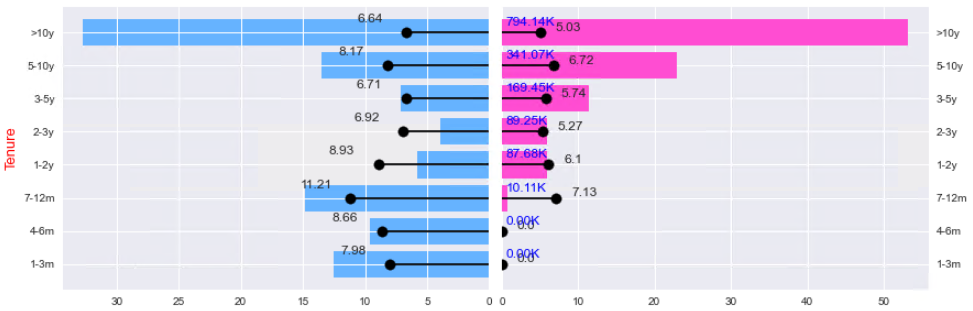 Tenure
>10y 6.64 794.14K 5.03 >10y
5-10y 8.17 341.07K 6.72 5-10y
3-5y 6.71 169.45K 5.74 3-5y
2-3y 6.92 89.25K 5.27 2-3y
1-2y 8.93 87.68K 6.1 1-2y
7-12m 11.21 10.11K 7.13 7-12m
4-6m 8.66 0.00K 0.0 4-6m
1-3m 7.98 0.00K 0.0 1-3m
30 25 20 15 10 5 0 0 10 20 30 40 50